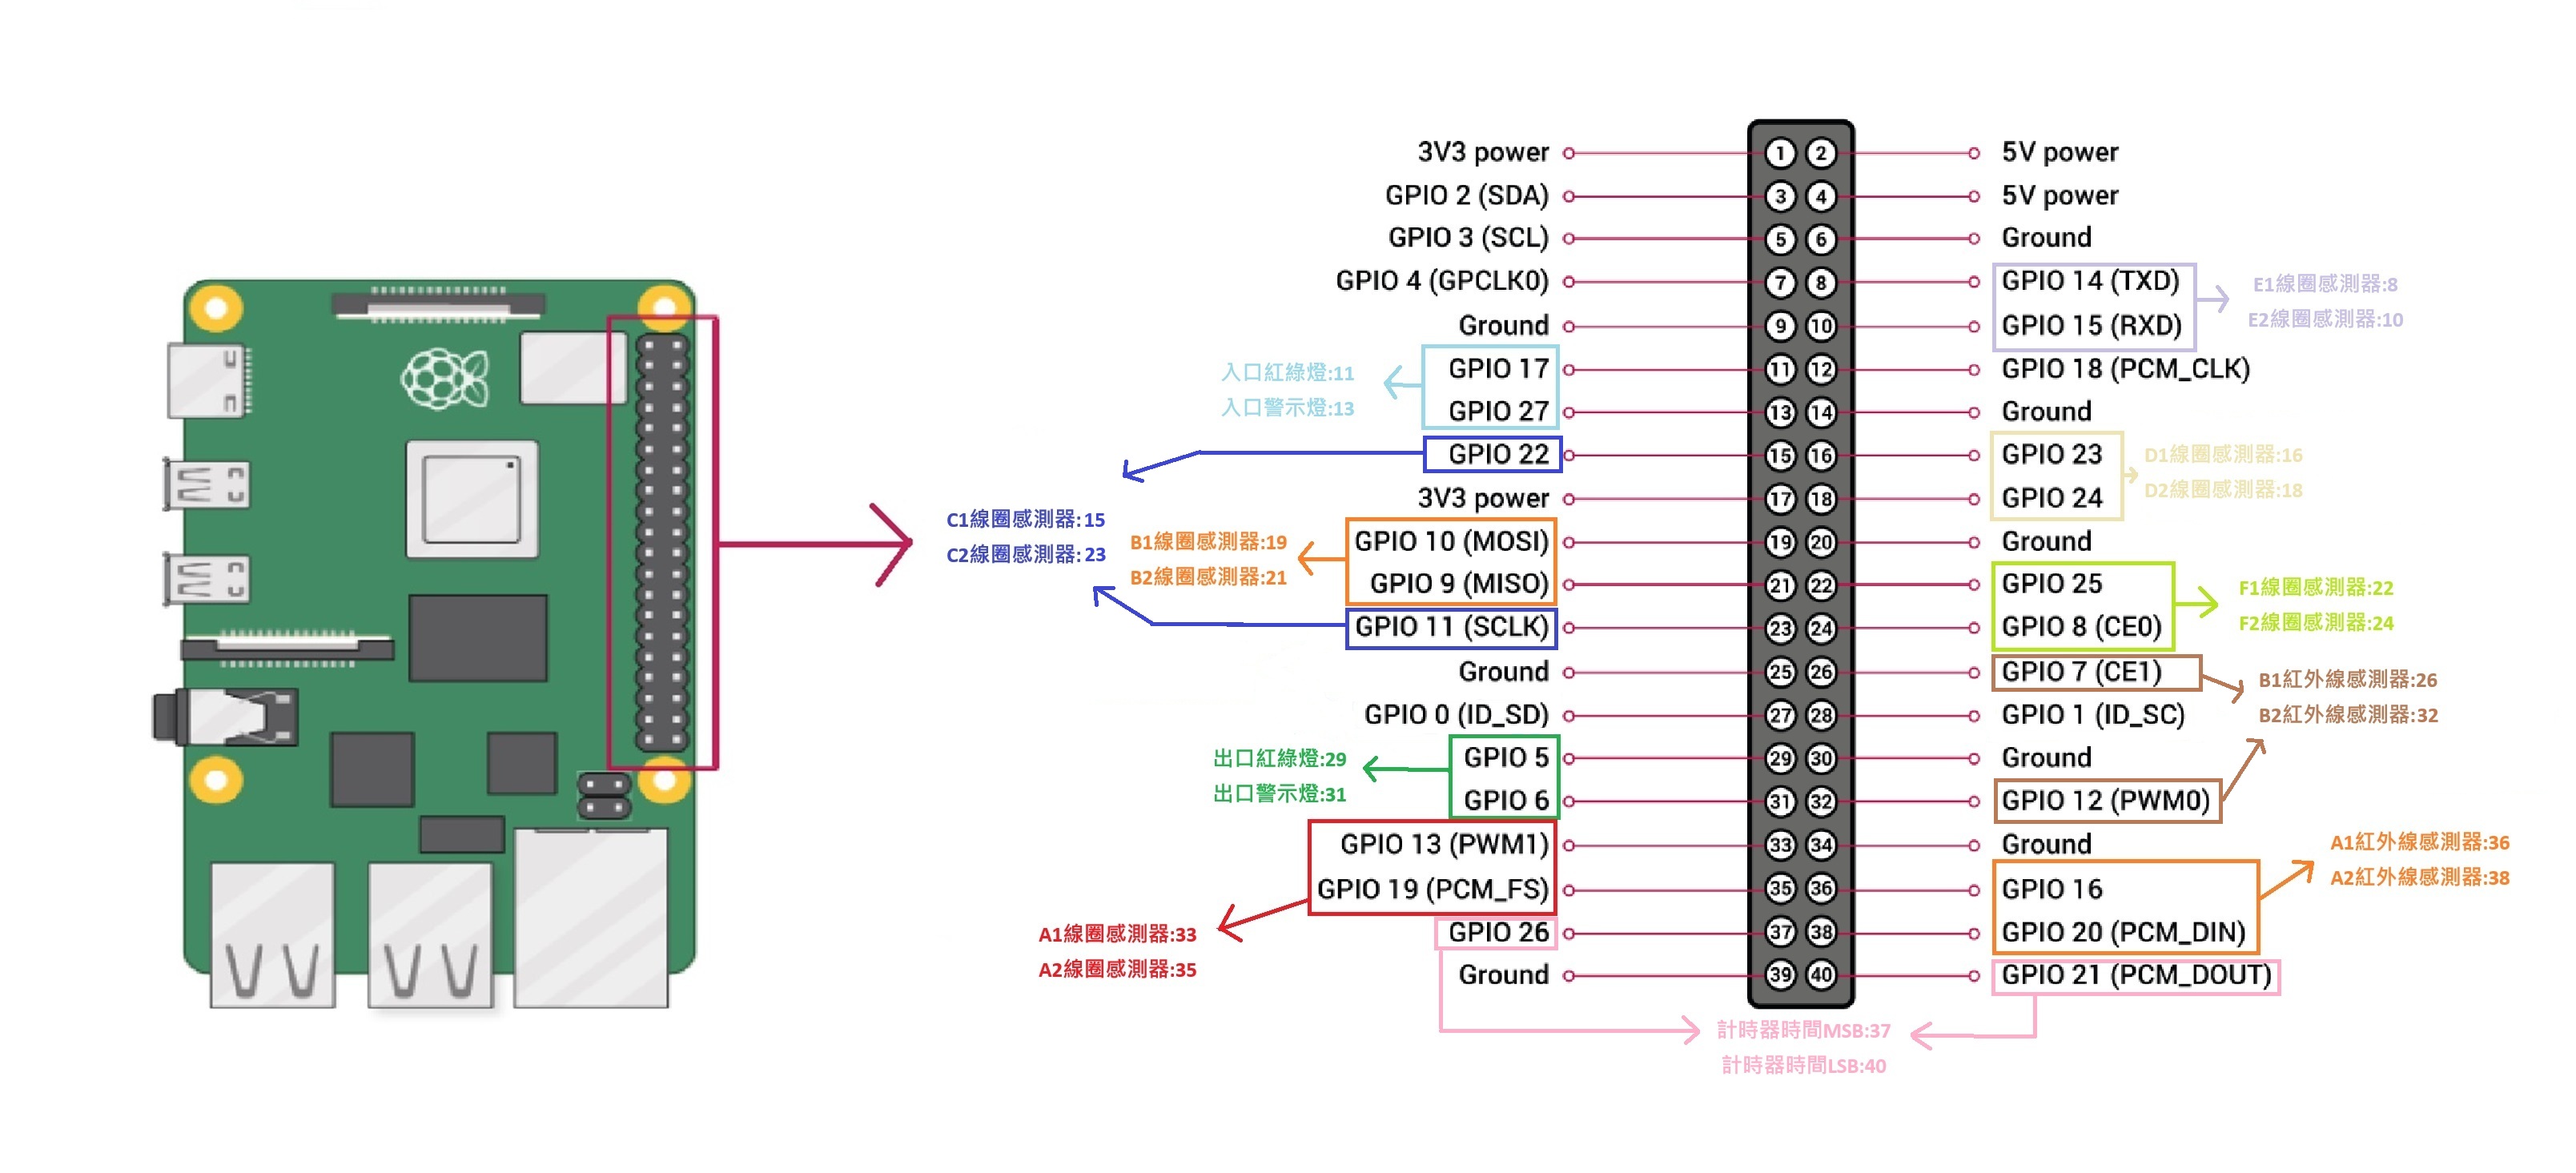 3V3 power 1 2 5V power
GPIO 2 (SDA) 3 4 5V power
GPIO 3 (SCL) 5 6 Ground
GPIO 4 (GPCLK0) 7 8 GPIO 14 (TXD)
E1線圈感測器:8
E2線圈感測器:10
Ground 9 10 GPIO 15 (RXD)
入口紅綠燈:11
入口警示燈:13
GPIO 17 11 12 GPIO 18 (PCM_CLK)
GPIO 27 13 14 Ground
GPIO 22 15 16 GPIO 23
D1線圈感測器:16
D2線圈感測器:18
3V3 power 17 18 GPIO 24
C1線圈感測器:15
C2線圈感測器:23
B1線圈感測器:19
B2線圈感測器:21
GPIO 10 (MOSI) 19 20 Ground
GPIO 9 (MISO) 21 22 GPIO 25
F1線圈感測器:22
F2線圈感測器:24
GPIO 11 (SCLK) 23 24 GPIO 8 (CE0)
Ground 25 26 GPIO 7 (CE1)
B1紅外線感測器:26
B2紅外線感測器:32
GPIO 0 (ID_SD) 27 28 GPIO 1 (ID_SC)
出口紅綠燈:29
出口警示燈:31
GPIO 5 29 30 Ground
GPIO 6 31 32 GPIO 12 (PWM0)
GPIO 13 (PWM1) 33 34 Ground
A1紅外線感測器:36
A2紅外線感測器:38
GPIO 19 (PCM_FS) 35 36 GPIO 16
A1線圈感測器:33
A2線圈感測器:35
GPIO 26 37 38 GPIO 20 (PCM_DIN)
Ground 39 40 GPIO 21 (PCM_DOUT)
計時器時間MSB:37
計時器時間LSB:40